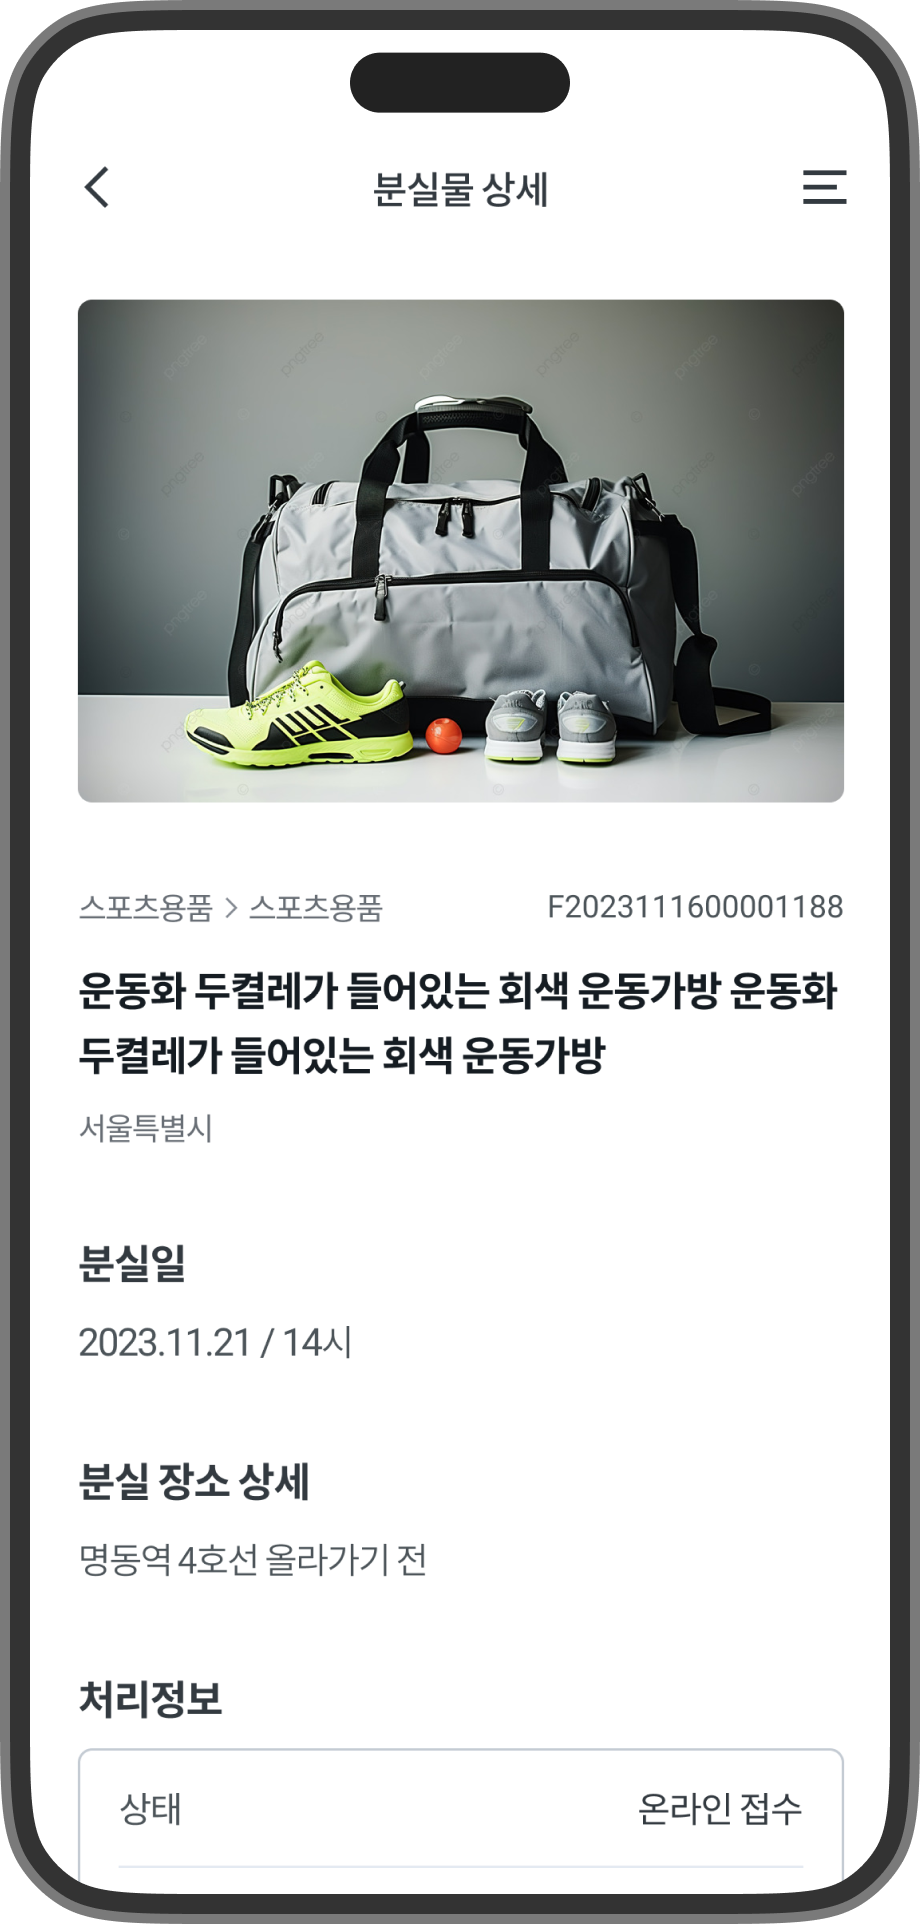 분실물 상세
pngtree
스포츠용품 > 스포츠용품
F2023111600001188
운동화 두켤레가 들어있는 회색 운동가방 운동화
두켤레가 들어있는 회색 운동가방
서울특별시
분실일
2023.11.21 / 14시
분실 장소 상세
명동역 4호선 올라가기 전
처리정보
상태
온라인 접수